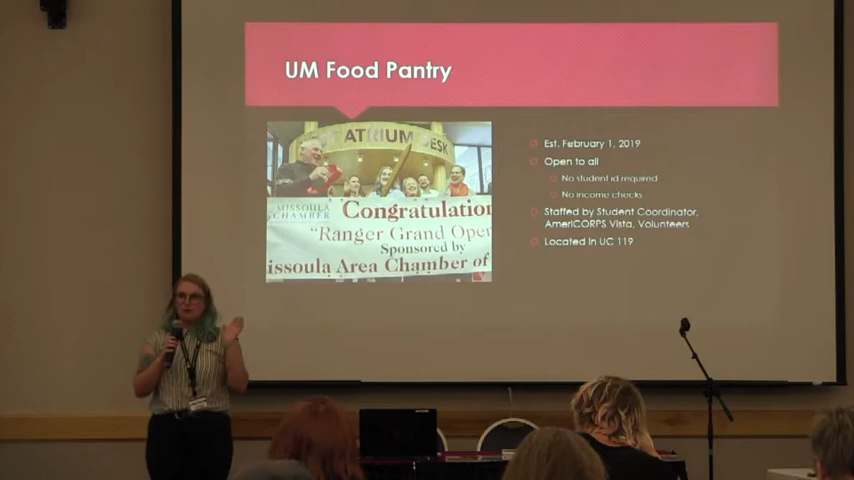 UM Food Pantry
ATRIUM DESK
MISSOULA
CHAMBER
Congratulation
"Ranger Grand Open
Sponsored by
issoula Area Chamber of
Est. February 1, 2019
Open to all
No student id required
No income checks
Staffed by Student Coordinator,
AmeriCORPS Vista, Volunteers
Located in UC 119